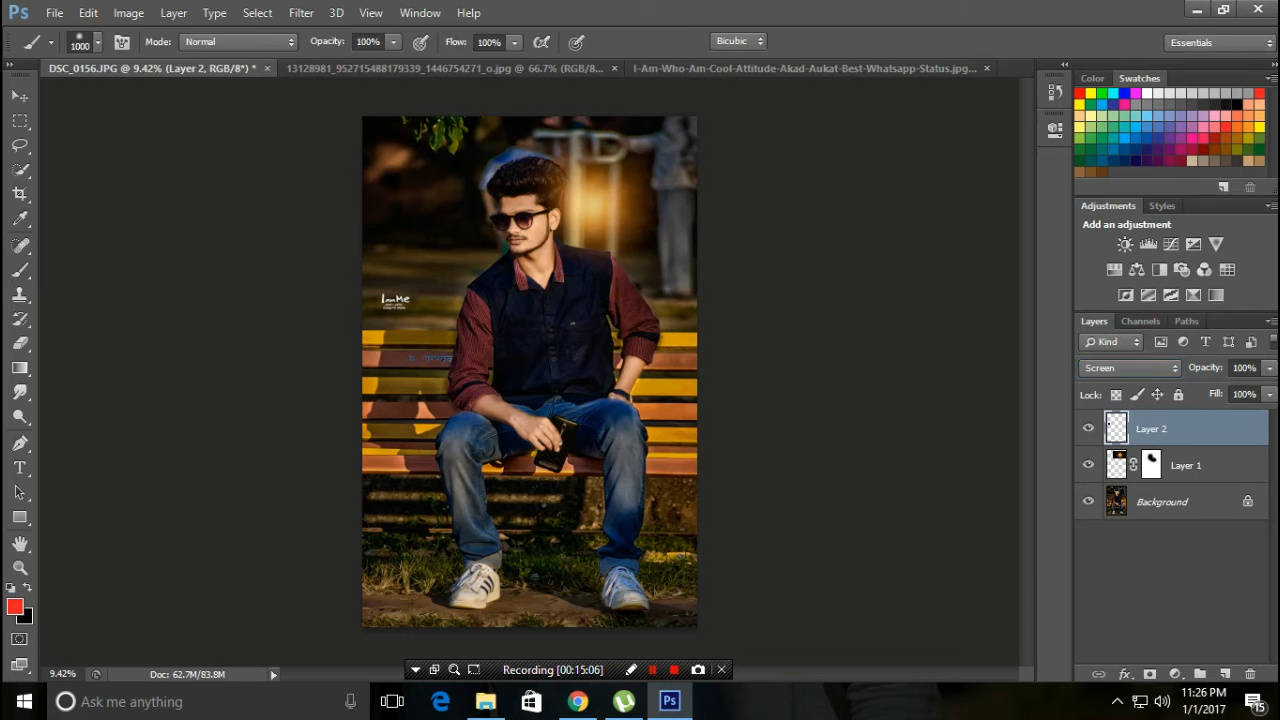 Ps File Edit Image Layer Type Select Filter 3D View Window Help
1000 Mode: Normal Opacity: 100% Flow: 100% Bicubic Essentials
DSC_0156.JPG @ 9.42% (Layer 2, RGB/8*) * × 13128981_952715488179339_1446754271_o.jpg @ 66.7% (RGB/8... × I-Am-Who-Am-Cool-Attitude-Akad-Aukat-Best-Whatsapp-Status.jpg... ×
Color Swatches
Adjustments Styles
Add an adjustment
Layers Channels Paths
Kind
Screen Opacity: 100%
Lock: Fill: 100%
Layer 2
Layer 1
Background
I am Me
9.42% Doc: 62.7M/83.8M
Recording [00:15:06]
Ask me anything
Ps
11:26 PM
1/1/2017
15